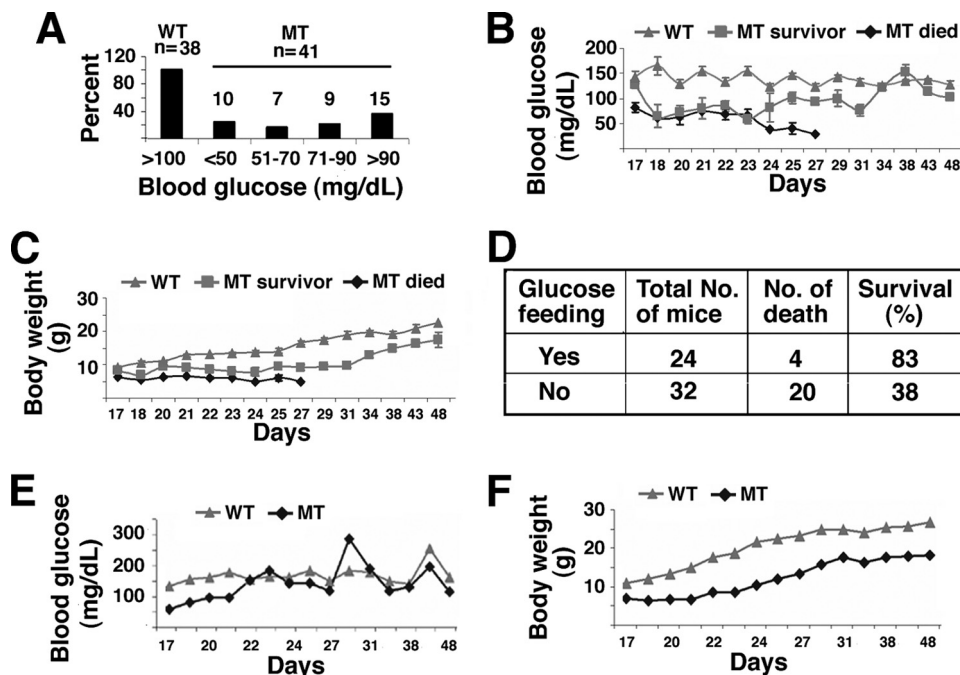 A
WT
n=38
MT
n=41
Percent
120
80
40
10 7 9 15
>100 <50 51-70 71-90 >90
Blood glucose (mg/dL)
B
WT MT survivor MT died
Blood glucose
(mg/dL)
200
150
100
50
17 18 20 21 22 23 24 25 27 29 31 34 38 43 48
Days
C
WT MT survivor MT died
Body weight
(g)
30
20
10
17 18 20 21 22 23 24 25 27 29 31 34 38 43 48
Days
D
Glucose
feeding
Total No.
of mice
No. of
death
Survival
(%)
Yes 24 4 83
No 32 20 38
E
WT MT
Blood glucose
(mg/dL)
300
200
100
17 20 22 24 27 31 38 48
Days
F
WT MT
Body weight
(g)
30
20
10
17 20 22 24 27 31 38 48
Days